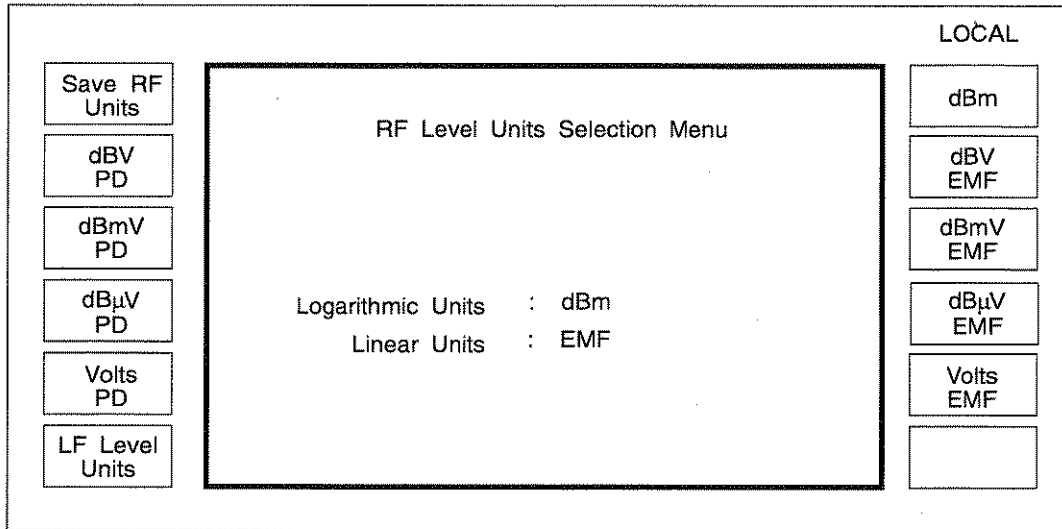 LOCAL
Save RF
Units
dBV
PD
dBmV
PD
dBµV
PD
Volts
PD
LF Level
Units
RF Level Units Selection Menu
Logarithmic Units : dBm
Linear Units : EMF
dBm
dBV
EMF
dBmV
EMF
dBµV
EMF
Volts
EMF